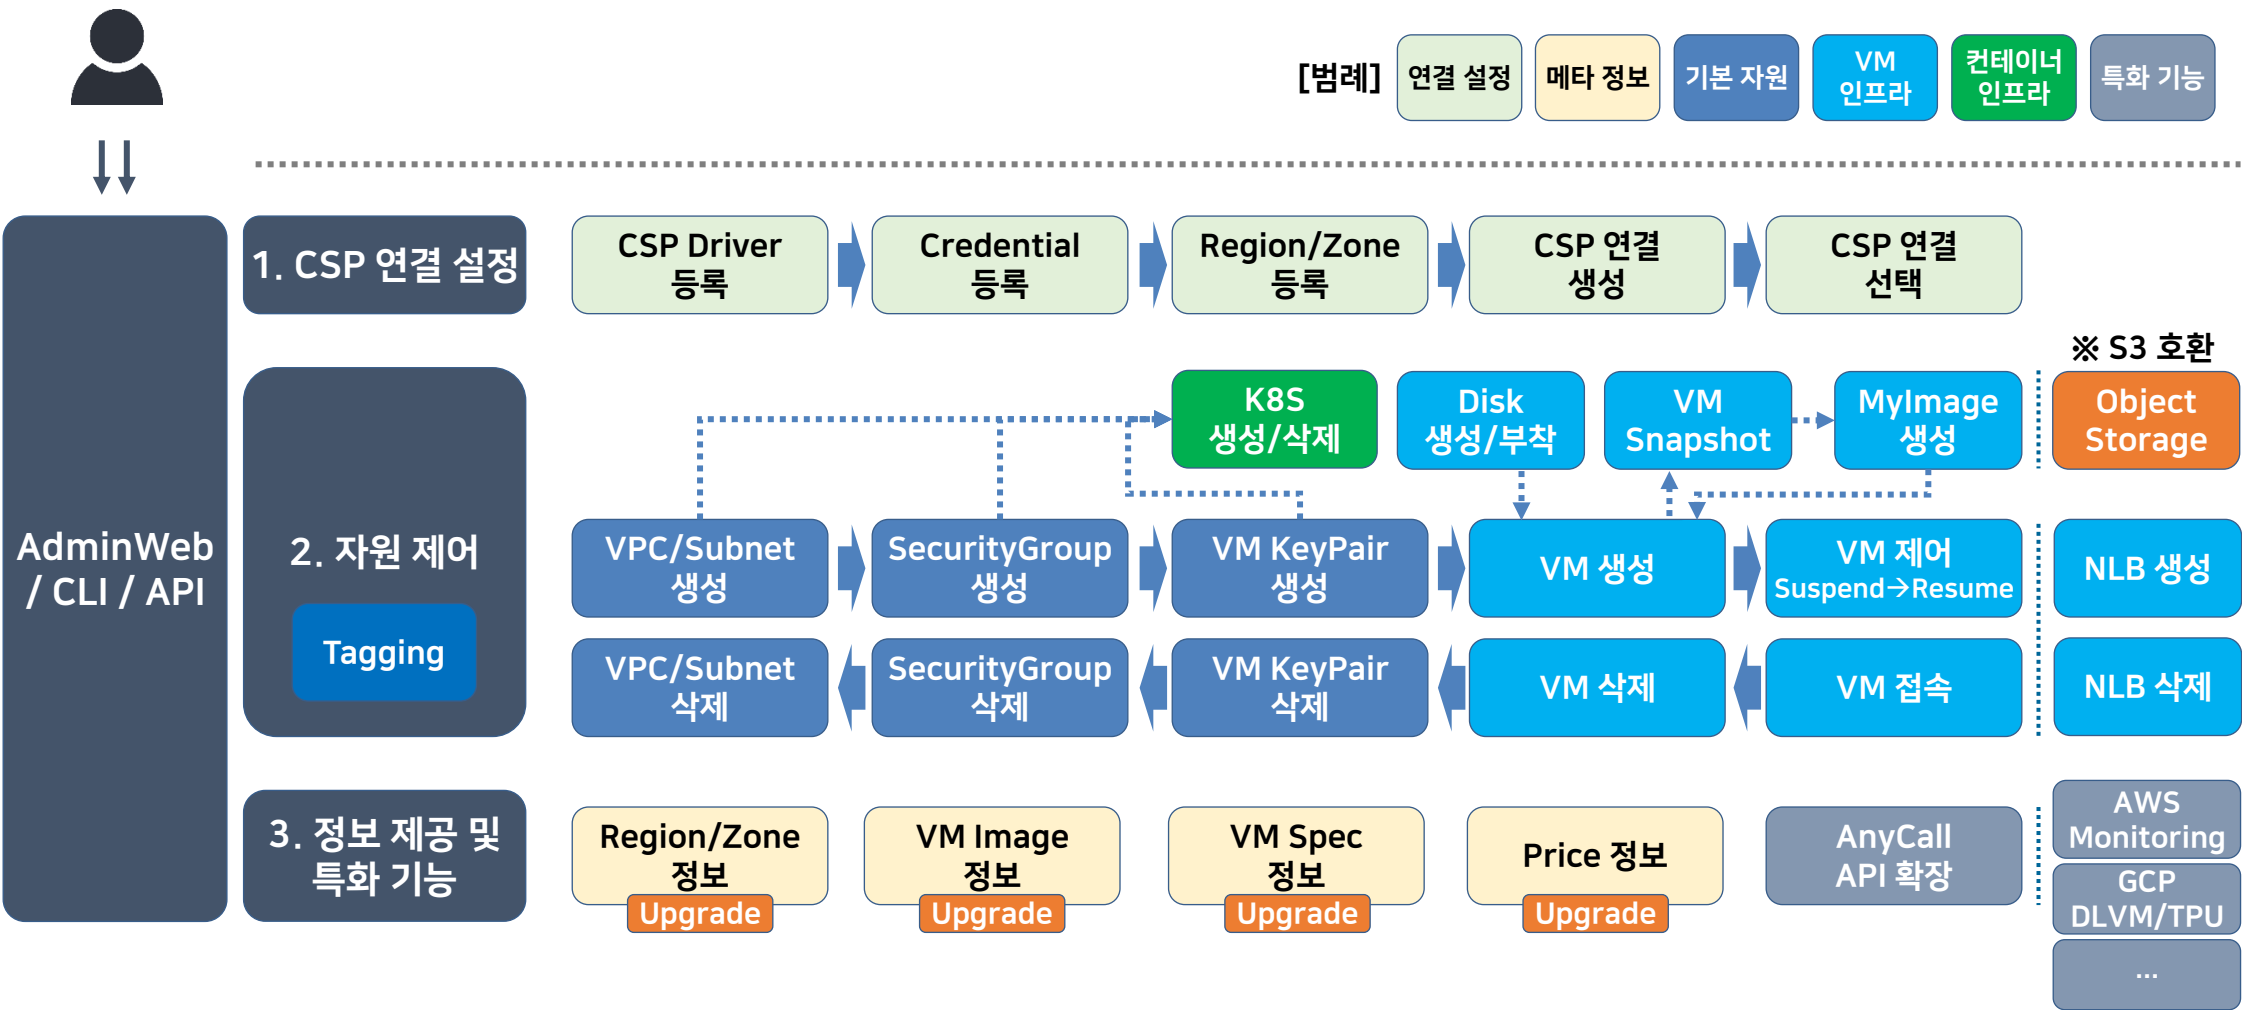 [범례]
연결 설정
메타 정보
기본 자원
VM
인프라
컨테이너
인프라
특화 기능
AdminWeb
/ CLI / API
1. CSP 연결 설정
CSP Driver
등록
Credential
등록
Region/Zone
등록
CSP 연결
생성
CSP 연결
선택
※ S3 호환
2. 자원 제어
Tagging
K8S
생성/삭제
Disk
생성/부착
VM
Snapshot
MyImage
생성
Object
Storage
VPC/Subnet
생성
SecurityGroup
생성
VM KeyPair
생성
VM 생성
VM 제어
Suspend→Resume
NLB 생성
VPC/Subnet
삭제
SecurityGroup
삭제
VM KeyPair
삭제
VM 삭제
VM 접속
NLB 삭제
3. 정보 제공 및
특화 기능
Region/Zone
정보
Upgrade
VM Image
정보
Upgrade
VM Spec
정보
Upgrade
Price 정보
Upgrade
AnyCall
API 확장
AWS
Monitoring
GCP
DLVM/TPU
...